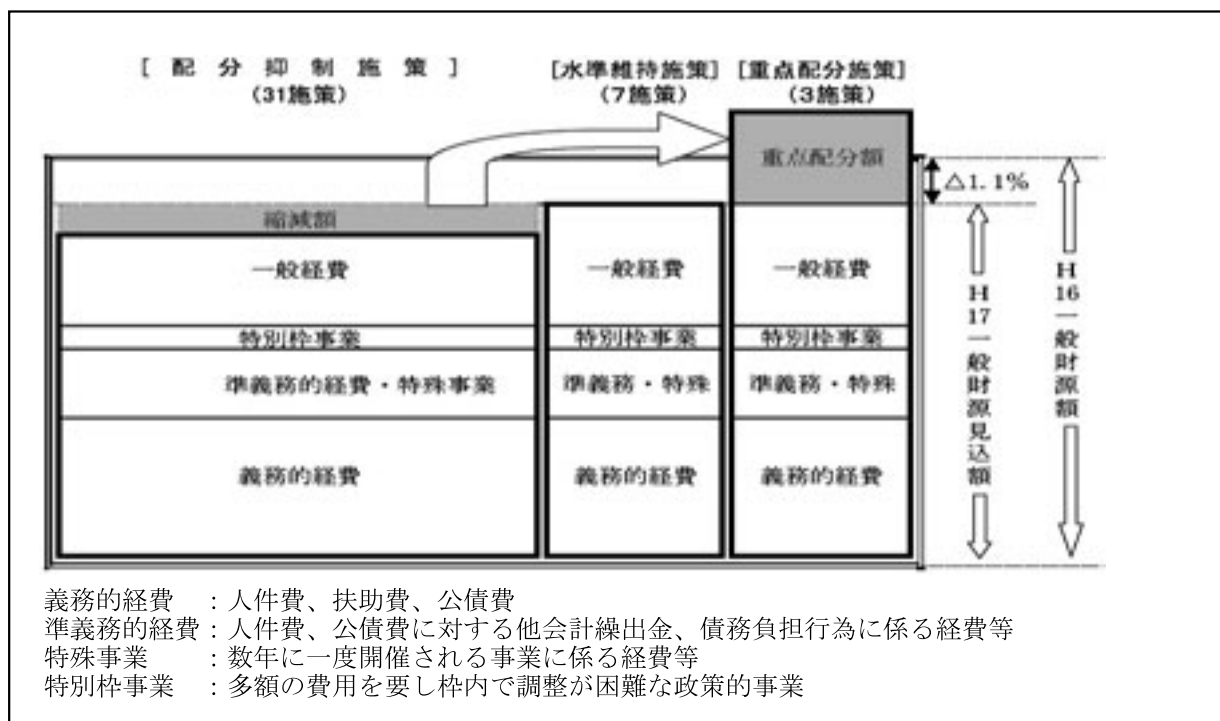 [配分抑制施策]
(31施策)
[水準維持施策]
(7施策)
[重点配分施策]
(3施策)
重点配分額
△1.1%
縮減額
一般経費
一般経費
一般経費
特別枠事業
特別枠事業
特別枠事業
準義務的経費・特殊事業
準義務・特殊
準義務・特殊
義務的経費
義務的経費
義務的経費
H17一般財源見込額
H16一般財源額
義務的経費　：人件費、扶助費、公債費
準義務的経費：人件費、公債費に対する他会計繰出金、債務負担行為に係る経費等
特殊事業　　：数年に一度開催される事業に係る経費等
特別枠事業　：多額の費用を要し枠内で調整が困難な政策的事業